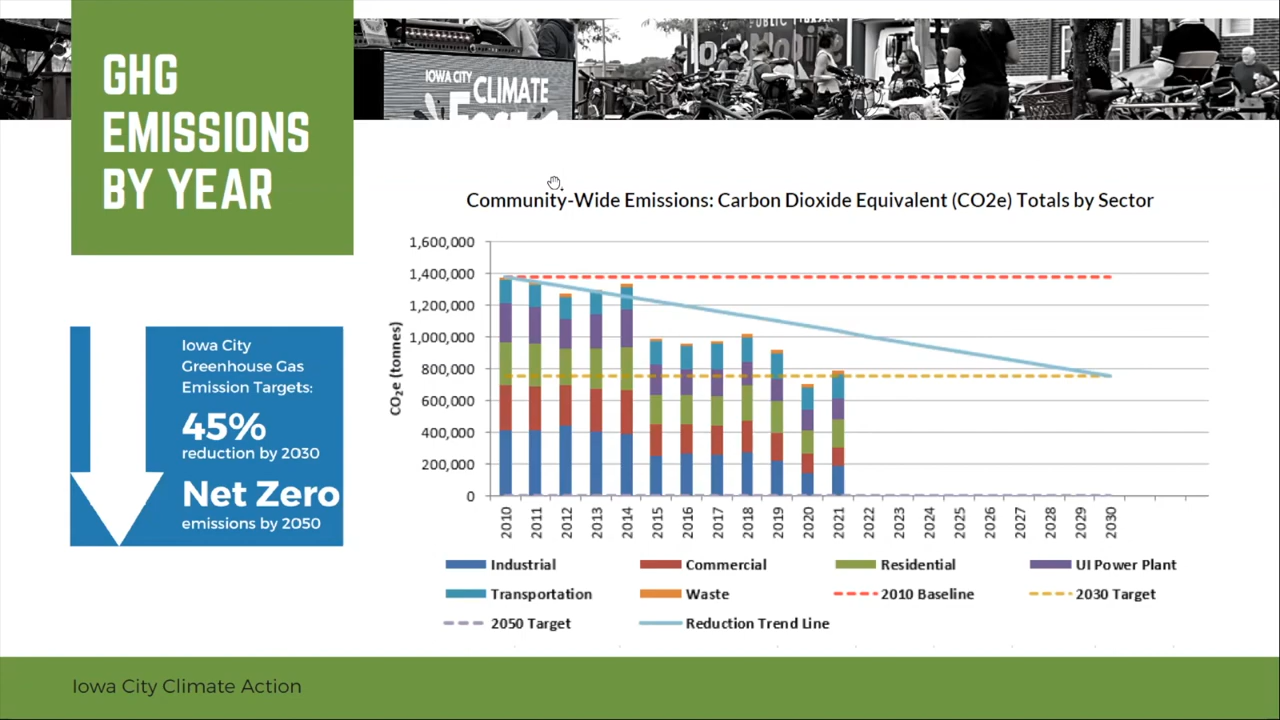 GHG
EMISSIONS
BY YEAR
PUBLIC LIBRARY
IOWA CITY
CLIMATE
Community-Wide Emissions: Carbon Dioxide Equivalent (CO2e) Totals by Sector
Iowa City
Greenhouse Gas
Emission Targets:
45%
reduction by 2030
Net Zero
emissions by 2050
CO₂e (tonnes)
1,600,000
1,400,000
1,200,000
1,000,000
800,000
600,000
400,000
200,000
0
2010 2011 2012 2013 2014 2015 2016 2017 2018 2019 2020 2021 2022 2023 2024 2025 2026 2027 2028 2029 2030
Industrial Commercial Residential UI Power Plant
Transportation Waste 2010 Baseline 2030 Target
2050 Target Reduction Trend Line
Iowa City Climate Action